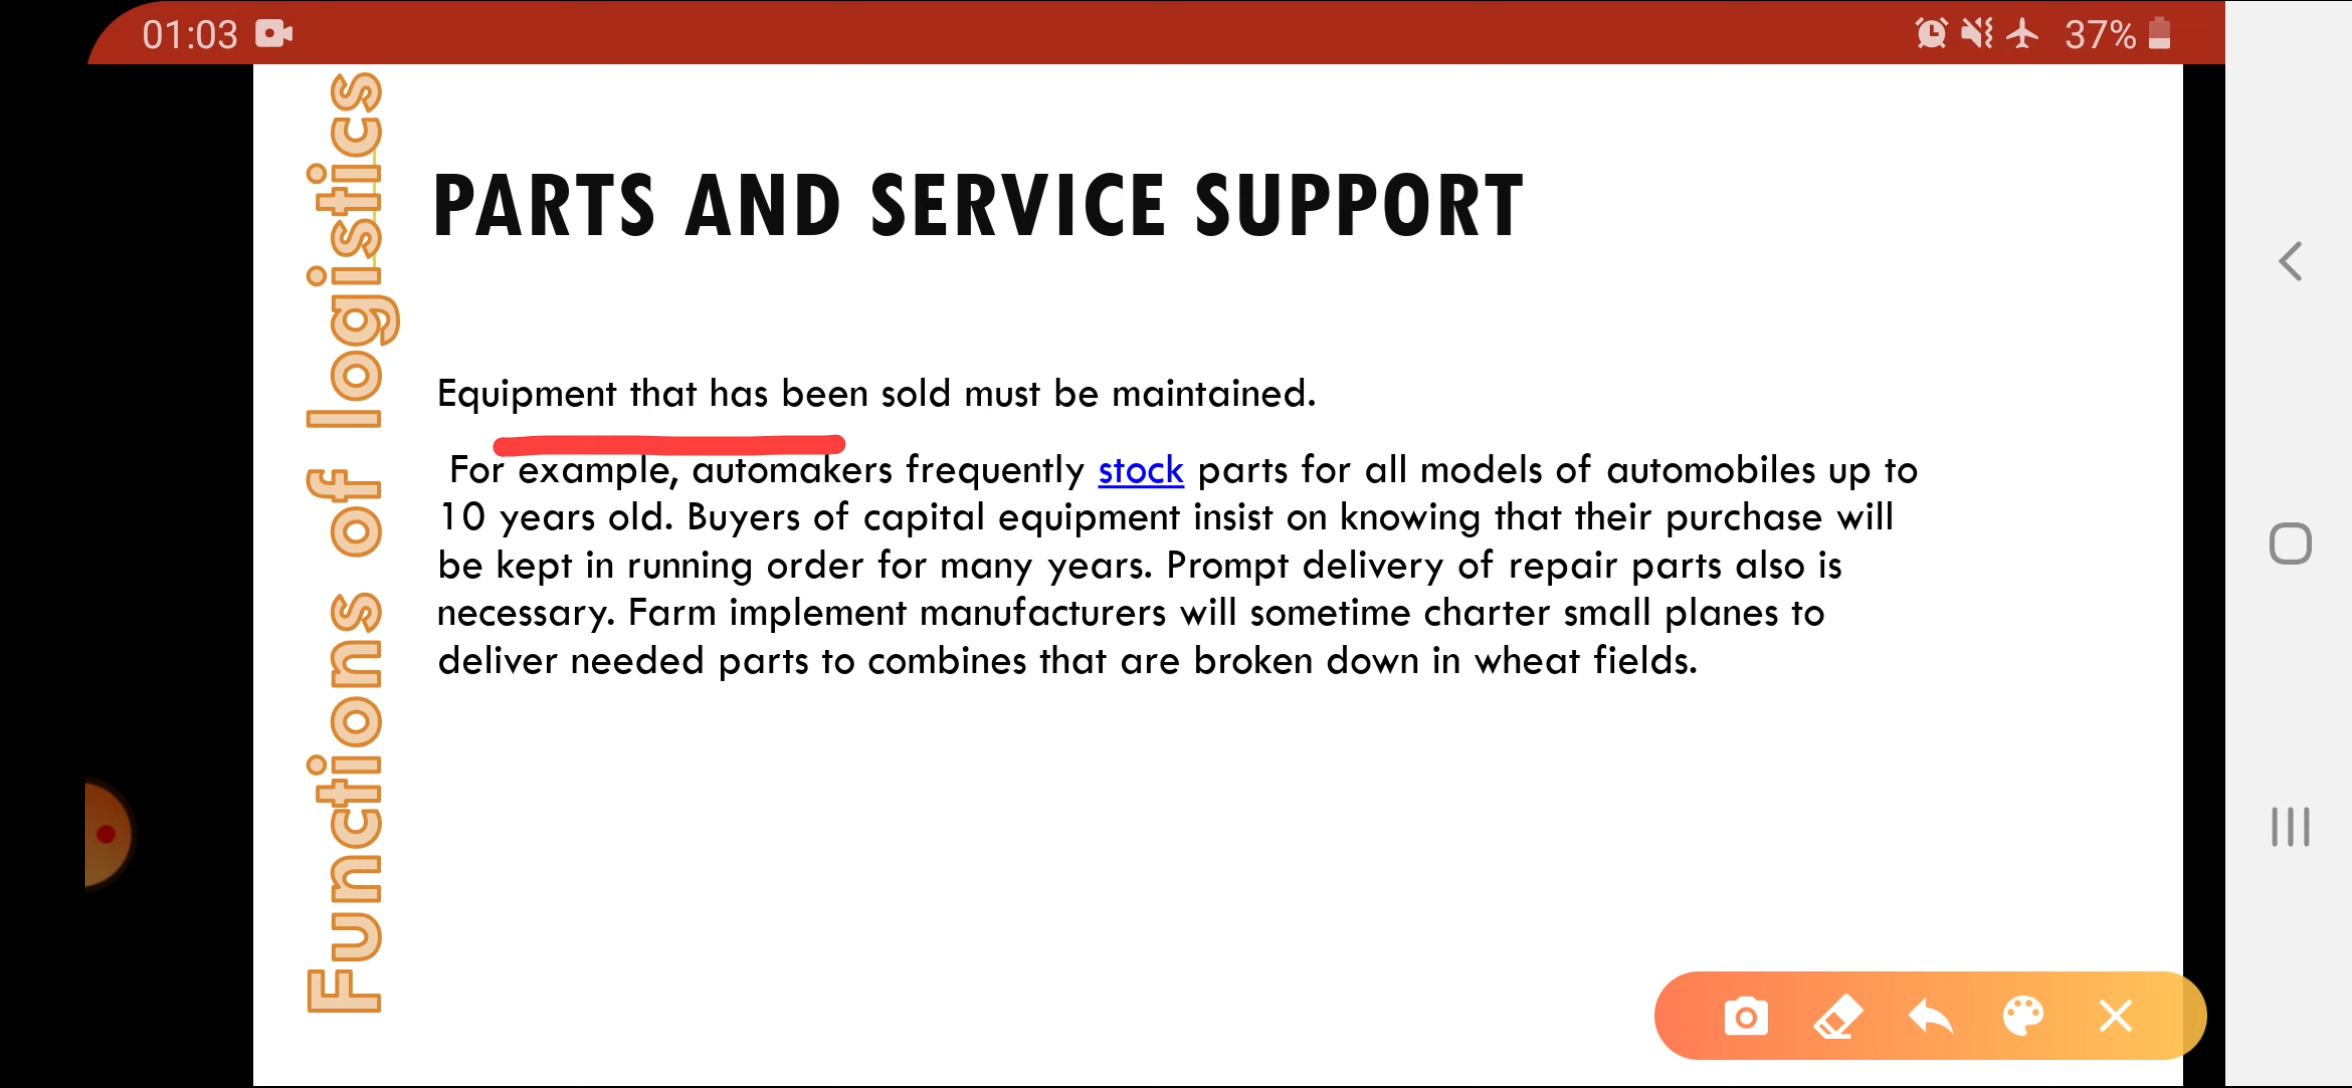 01:03
37%
Functions of logistics
PARTS AND SERVICE SUPPORT
Equipment that has been sold must be maintained.
For example, automakers frequently stock parts for all models of automobiles up to
10 years old. Buyers of capital equipment insist on knowing that their purchase will
be kept in running order for many years. Prompt delivery of repair parts also is
necessary. Farm implement manufacturers will sometime charter small planes to
deliver needed parts to combines that are broken down in wheat fields.